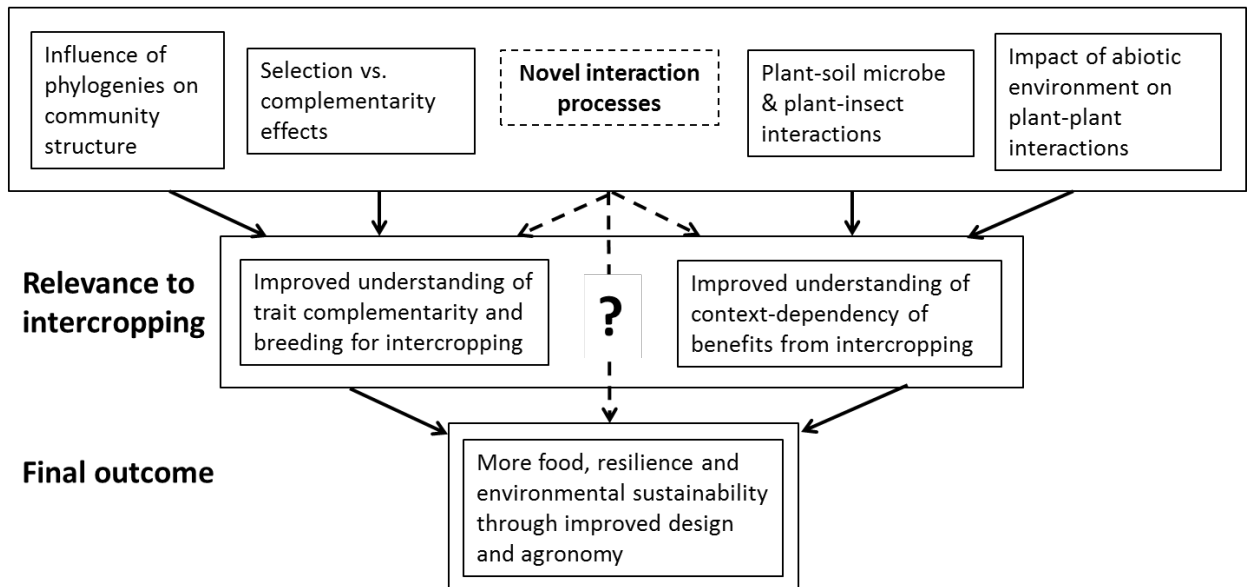 Influence of
phylogenies on
community
structure
Selection vs.
complementarity
effects
Novel interaction
processes
Plant-soil microbe
& plant-insect
interactions
Impact of abiotic
environment on
plant-plant
interactions
Relevance to
intercropping
Improved understanding of
trait complementarity and
breeding for intercropping
?
Improved understanding of
context-dependency of
benefits from intercropping
Final outcome
More food, resilience and
environmental sustainability
through improved design
and agronomy